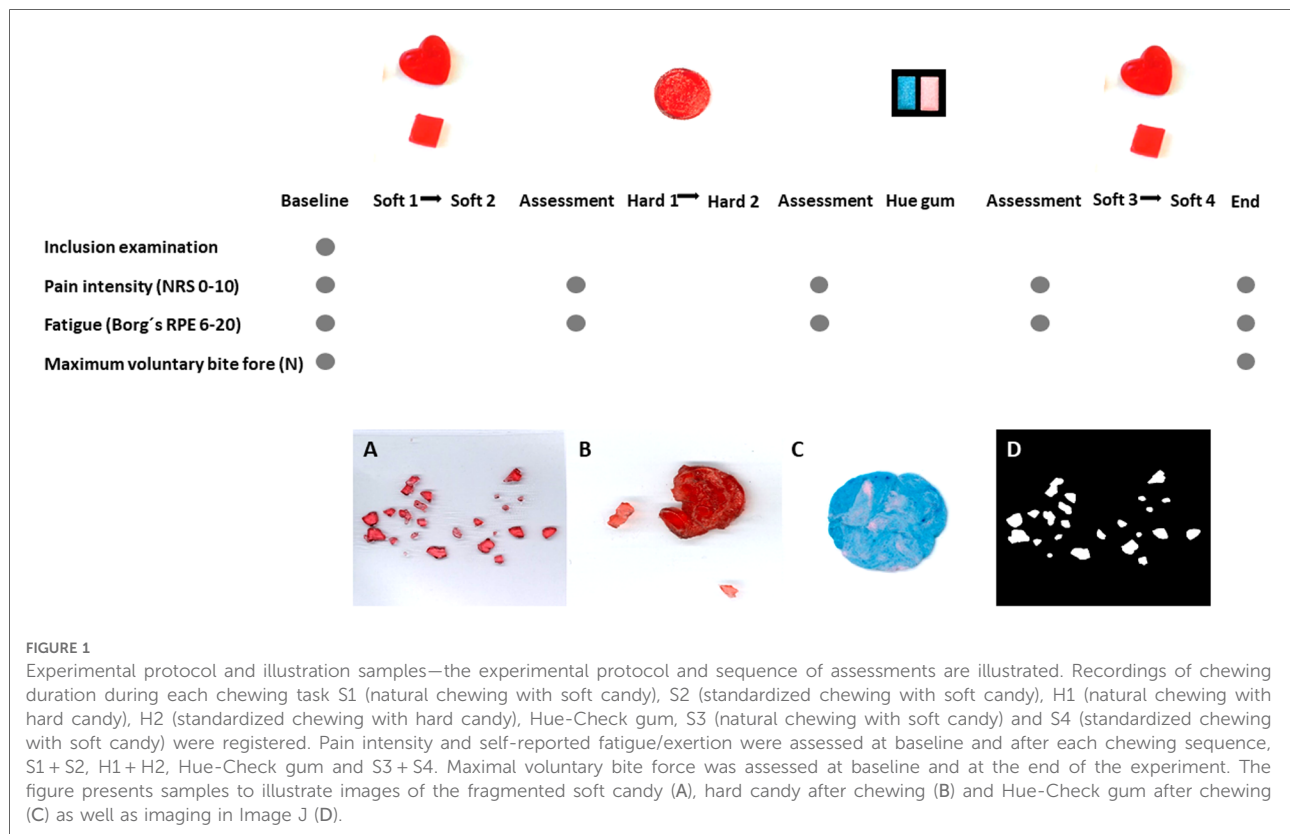 Baseline Soft 1 → Soft 2 Assessment Hard 1 → Hard 2 Assessment Hue gum Assessment Soft 3 → Soft 4 End
Inclusion examination
Pain intensity (NRS 0-10)
Fatigue (Borg´s RPE 6-20)
Maximum voluntary bite fore (N)
A B C D
FIGURE 1
Experimental protocol and illustration samples—the experimental protocol and sequence of assessments are illustrated. Recordings of chewing
duration during each chewing task S1 (natural chewing with soft candy), S2 (standardized chewing with soft candy), H1 (natural chewing with
hard candy), H2 (standardized chewing with hard candy), Hue-Check gum, S3 (natural chewing with soft candy) and S4 (standardized chewing
with soft candy) were registered. Pain intensity and self-reported fatigue/exertion were assessed at baseline and after each chewing sequence,
S1 + S2, H1 + H2, Hue-Check gum and S3 + S4. Maximal voluntary bite force was assessed at baseline and at the end of the experiment. The
figure presents samples to illustrate images of the fragmented soft candy (A), hard candy after chewing (B) and Hue-Check gum after chewing
(C) as well as imaging in Image J (D).